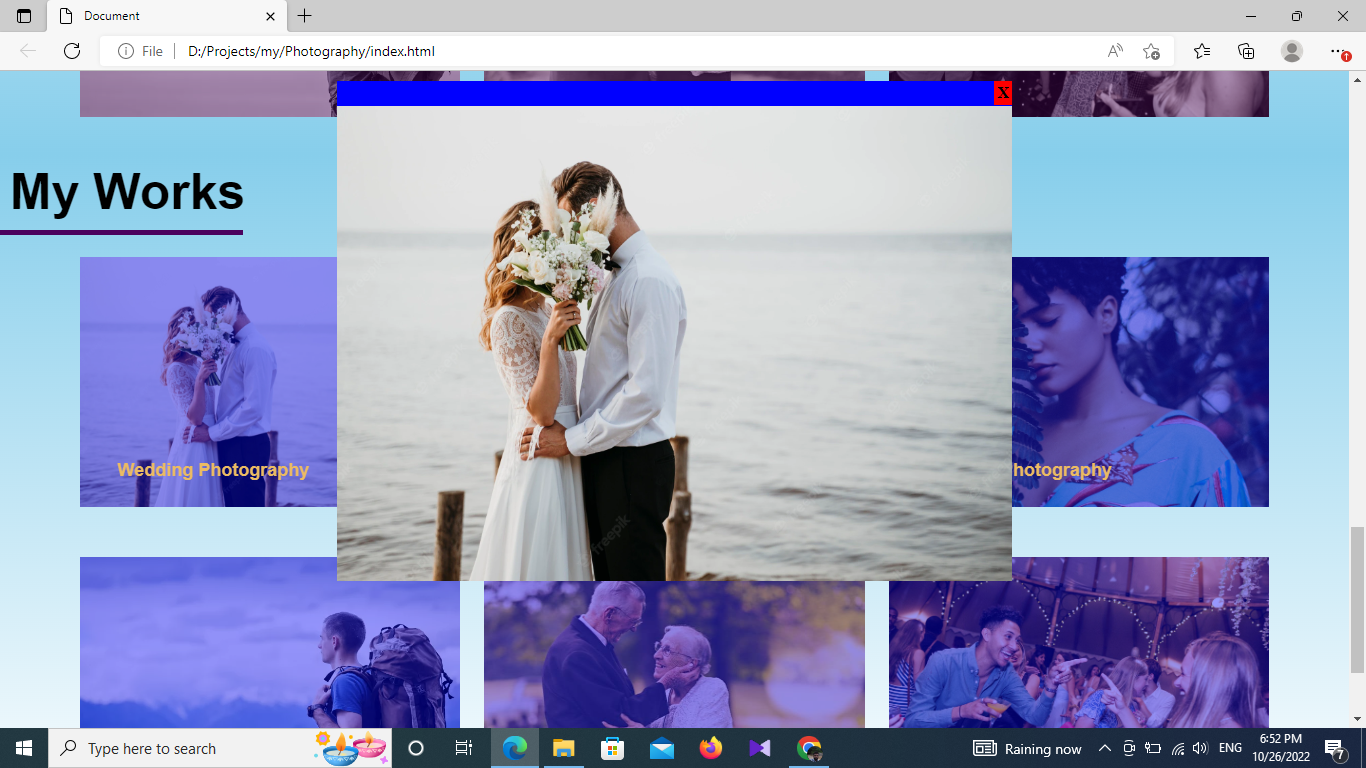 Document
File
D:/Projects/my/Photography/index.html
X
My Works
Wedding Photography
hotography
freepik
Type here to search
Raining now
ENG
6:52 PM
10/26/2022
7